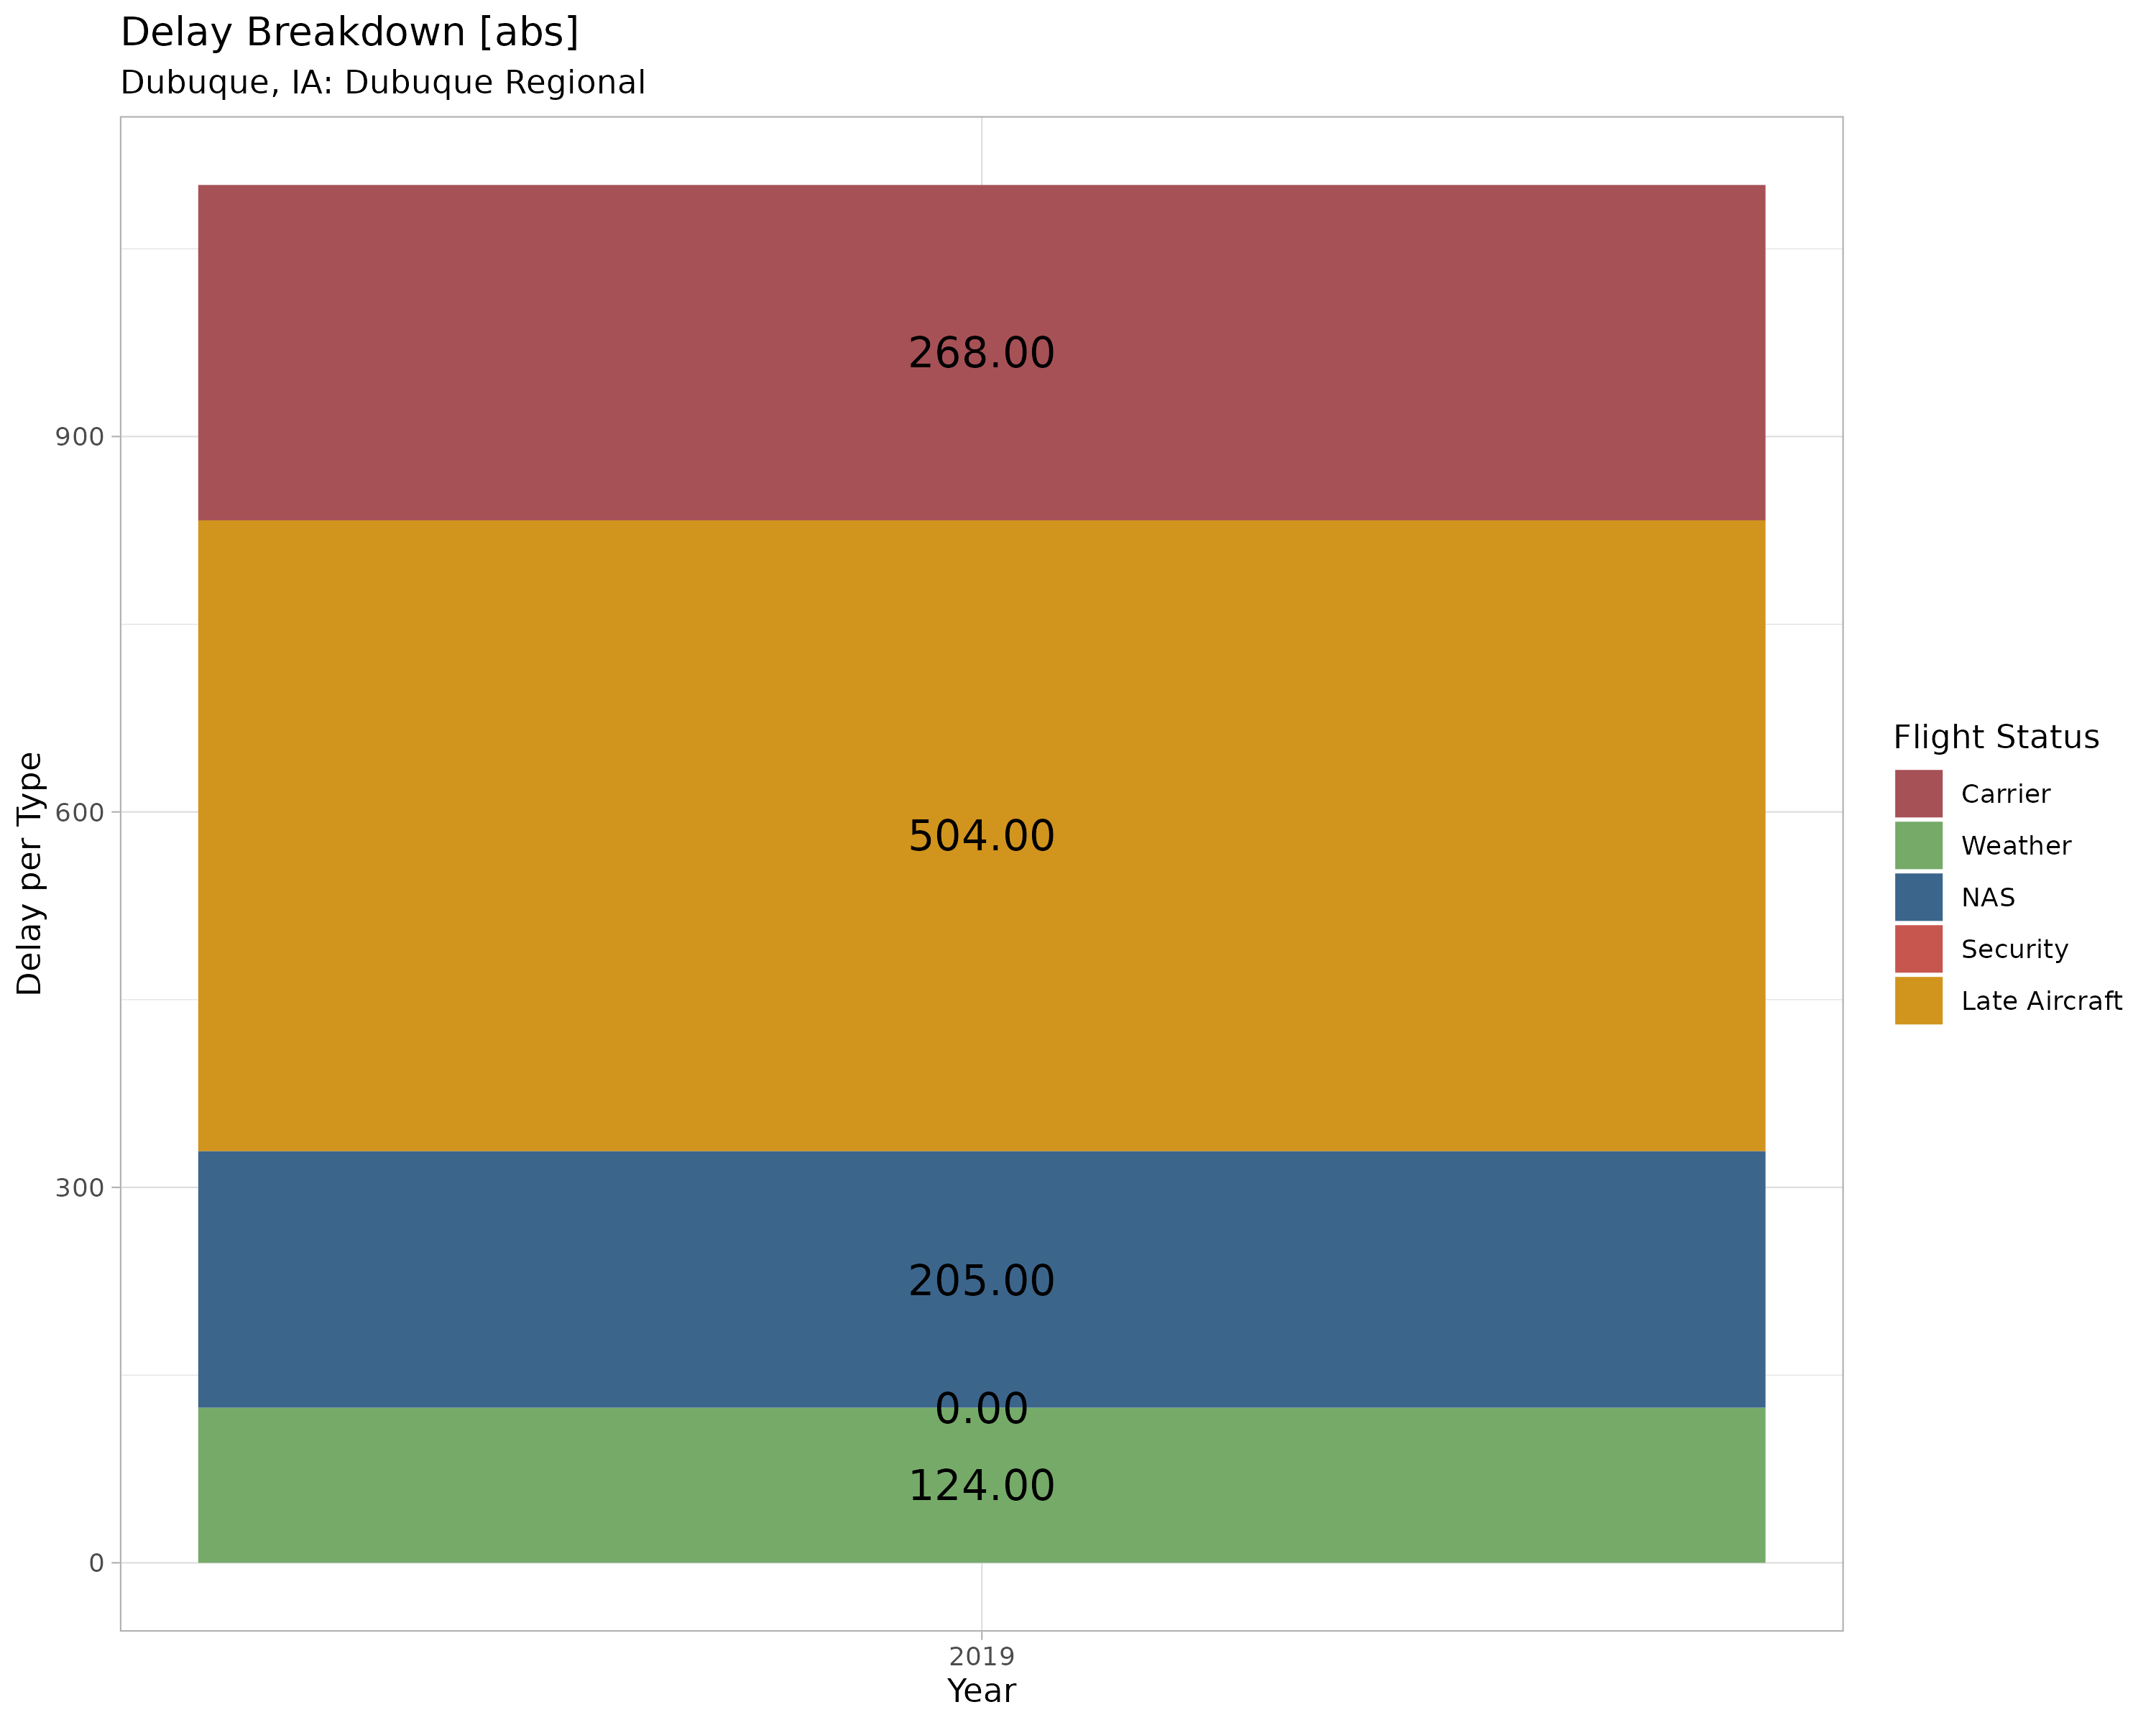 Delay Breakdown [abs]
Dubuque, IA: Dubuque Regional
Delay per Type
900
600
300
0
268.00
504.00
205.00
0.00
124.00
2019
Year
Flight Status
Carrier
Weather
NAS
Security
Late Aircraft